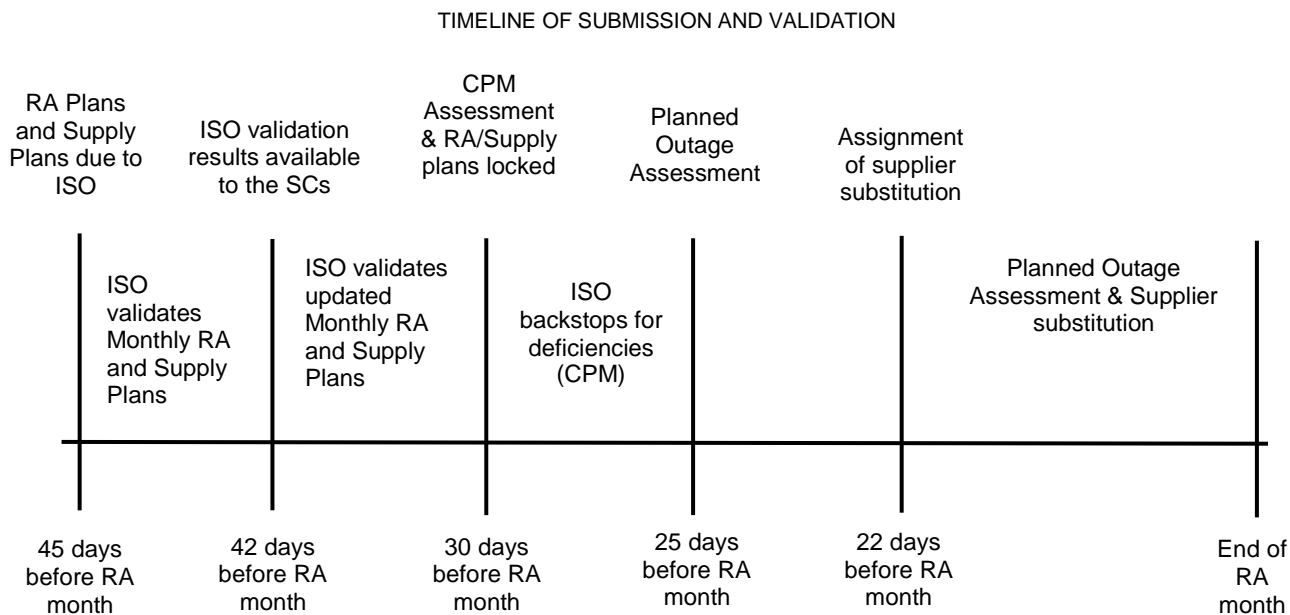 TIMELINE OF SUBMISSION AND VALIDATION
RA Plans
and Supply
Plans due to
ISO
ISO validation
results available
to the SCs
CPM
Assessment
& RA/Supply
plans locked
Planned
Outage
Assessment
Assignment
of supplier
substitution
ISO
validates
Monthly RA
and Supply
Plans
ISO validates
updated
Monthly RA
and Supply
Plans
ISO
backstops for
deficiencies
(CPM)
Planned Outage
Assessment & Supplier
substitution
45 days
before RA
month
42 days
before RA
month
30 days
before RA
month
25 days
before RA
month
22 days
before RA
month
End of
RA
month